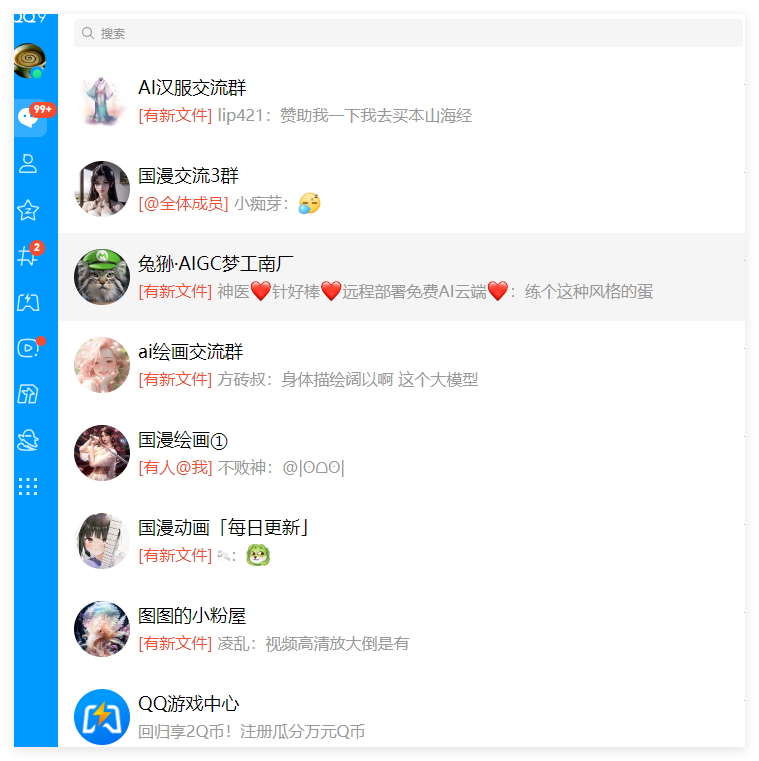 QQ9
搜索
99+
2
AI汉服交流群
[有新文件] lip421：赞助我一下我去买本山海经
国漫交流3群
[@全体成员] 小痴芽：
兔狲·AIGC梦工南厂
[有新文件] 神医❤️针好棒❤️远程部署免费AI云端❤️：练个这种风格的蛋
ai绘画交流群
[有新文件] 方砖叔：身体描绘阔以啊 这个大模型
国漫绘画①
[有人@我] 不败神：@|ʘᗝʘ|
国漫动画「每日更新」
[有新文件]
图图的小粉屋
[有新文件] 凌乱：视频高清放大倒是有
QQ游戏中心
回归享2Q币！注册瓜分万元Q币